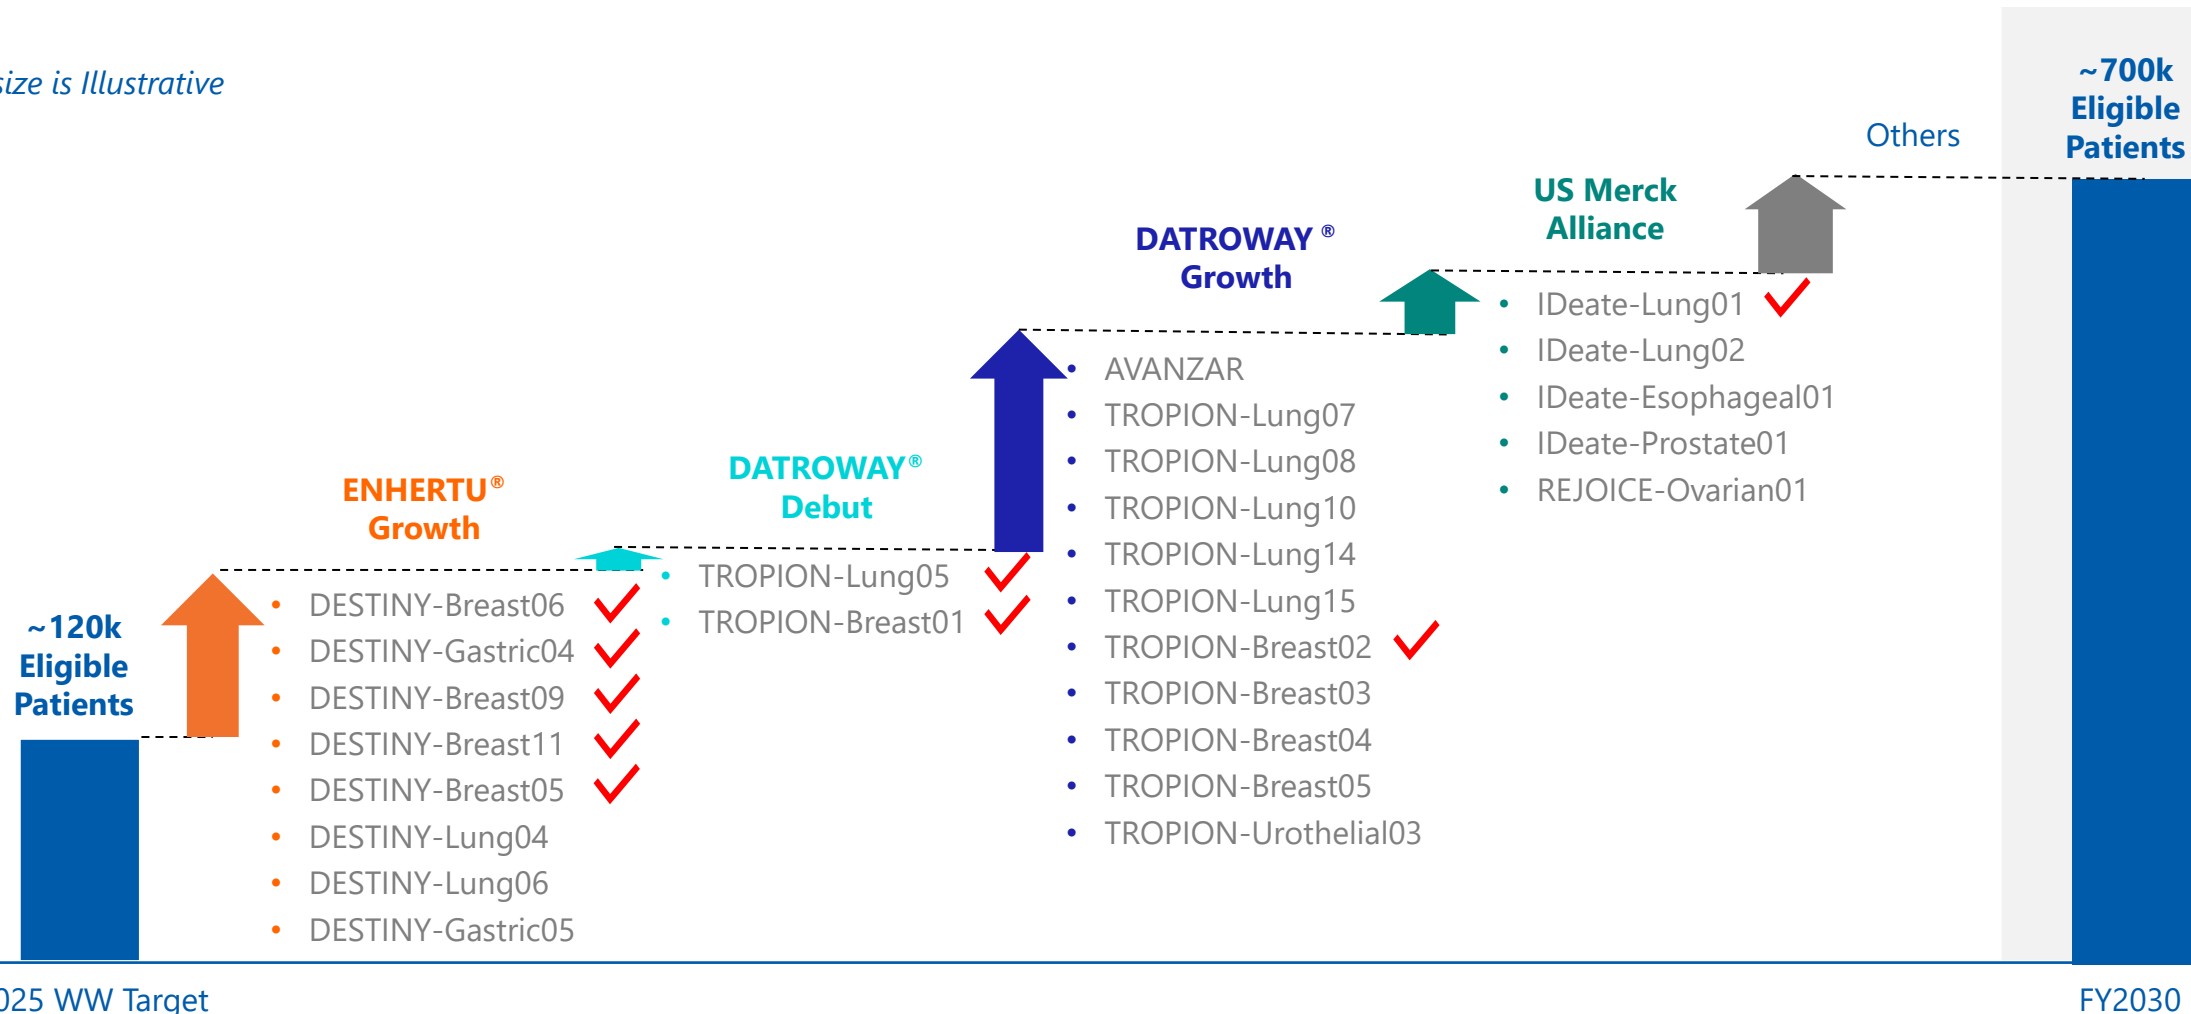 size is Illustrative
~120k
Eligible
Patients
ENHERTU®
Growth
• DESTINY-Breast06
• DESTINY-Gastric04
• DESTINY-Breast09
• DESTINY-Breast11
• DESTINY-Breast05
• DESTINY-Lung04
• DESTINY-Lung06
• DESTINY-Gastric05
DATROWAY®
Debut
• TROPION-Lung05
• TROPION-Breast01
DATROWAY ®
Growth
• AVANZAR
• TROPION-Lung07
• TROPION-Lung08
• TROPION-Lung10
• TROPION-Lung14
• TROPION-Lung15
• TROPION-Breast02
• TROPION-Breast03
• TROPION-Breast04
• TROPION-Breast05
• TROPION-Urothelial03
US Merck
Alliance
• IDeate-Lung01
• IDeate-Lung02
• IDeate-Esophageal01
• IDeate-Prostate01
• REJOICE-Ovarian01
Others
~700k
Eligible
Patients
025 WW Target
FY2030